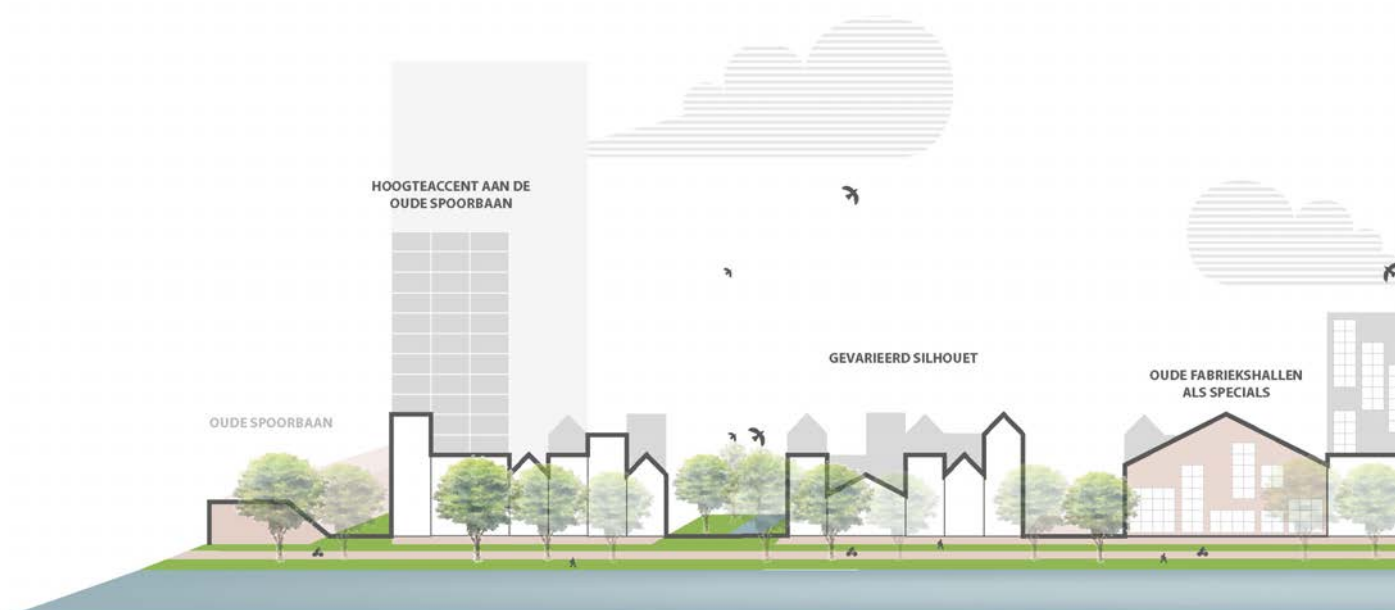 HOOGTEACCENT AAN DE
OUDE SPOORBAAN
GEVARIEERD SILHOUET
OUDE FABRIEKSHALLEN
ALS SPECIALS
OUDE SPOORBAAN